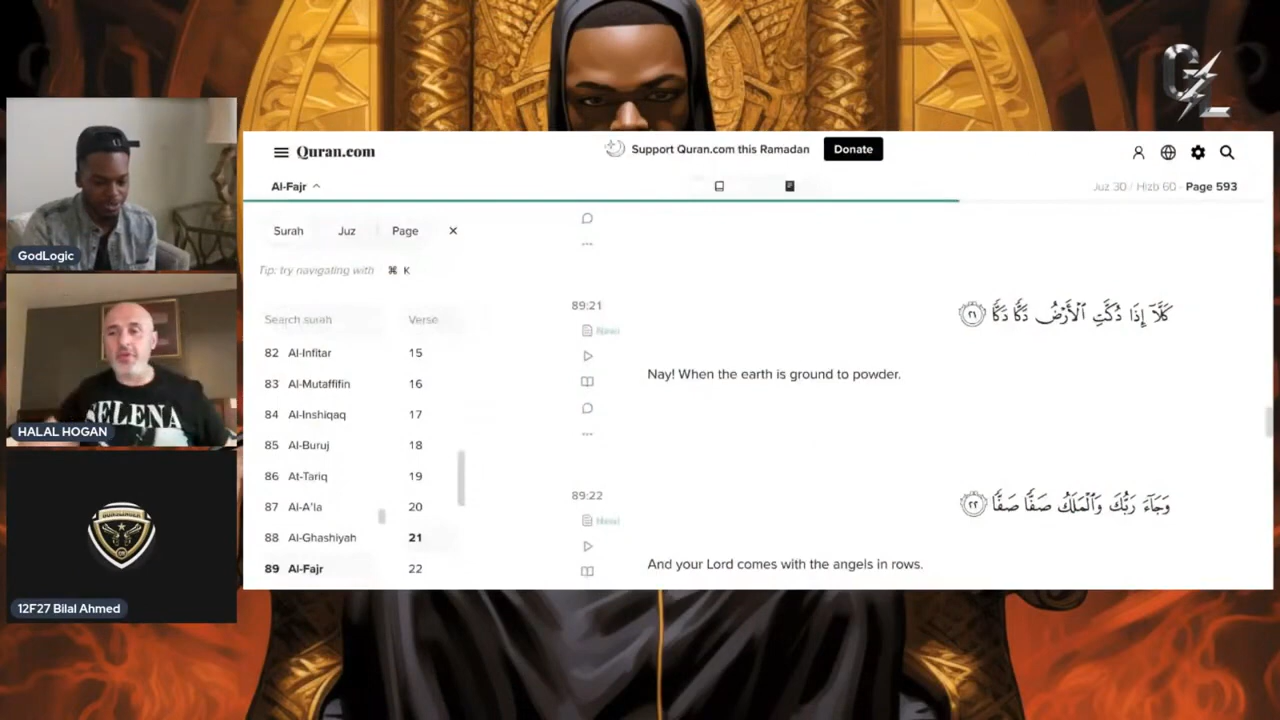 GL
GodLogic
HALAL HOGAN
SELENA
12F27 Bilal Ahmed
Quran.com
Support Quran.com this Ramadan
Donate
Al-Fajr
Juz 30 / Hizb 60 - Page 593
Surah Juz Page
Tip: try navigating with ⌘ K
Search surah Verse
82 Al-Infitar 15
83 Al-Mutaffifin 16
84 Al-Inshiqaq 17
85 Al-Buruj 18
86 At-Tariq 19
87 Al-A'la 20
88 Al-Ghashiyah 21
89 Al-Fajr 22
89:21
New!
كَلَّآ إِذَا دُكَّتِ ٱلْأَرْضُ دَكًّا دَكًّا ٢١
Nay! When the earth is ground to powder.
89:22
New!
وَجَآءَ رَبُّكَ وَٱلْمَلَكُ صَفًّا صَفًّا ٢٢
And your Lord comes with the angels in rows.